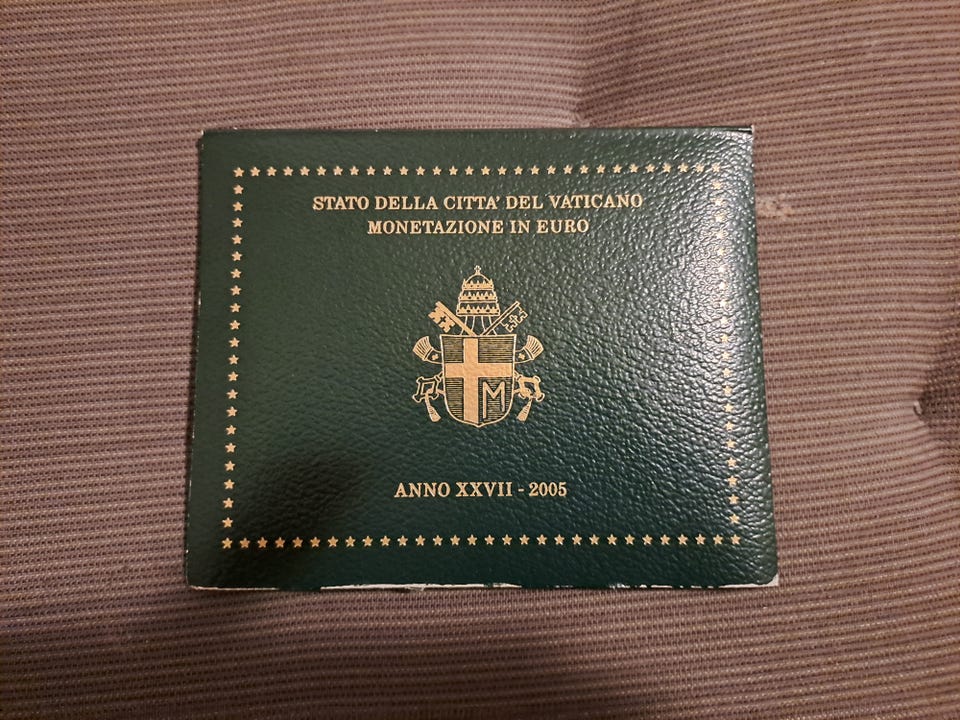 STATO DELLA CITTA' DEL VATICANO
MONETAZIONE IN EURO
M
ANNO XXVII - 2005